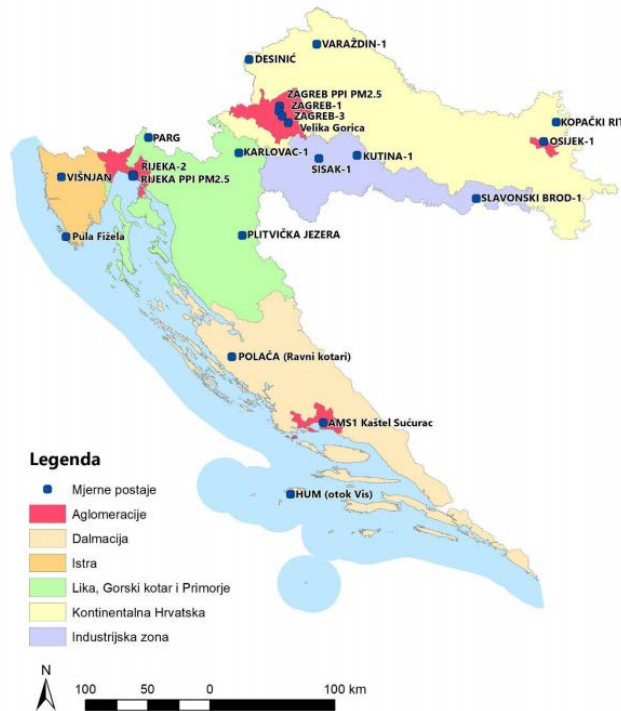 VARAŽDIN-1
DESINIĆ
ZAGREB PPI PM2.5
ZAGREB-1
ZAGREB-3
Velika Gorica
KOPAČKI RIT
OSIJEK-1
PARG
KARLOVAC-1
KUTINA-1
SISAK-1
RIJEKA-2
RIJEKA PPI PM2.5
VIŠNJAN
SLAVONSKI BROD-1
Pula Fižela
PLITVIČKA JEZERA
POLAČA (Ravni kotari)
AMS1 Kaštel Sućurac
HUM (otok Vis)
Legenda
Mjerne postaje
Aglomeracije
Dalmacija
Istra
Lika, Gorski kotar i Primorje
Kontinentalna Hrvatska
Industrijska zona
N
100 50 0 100 km